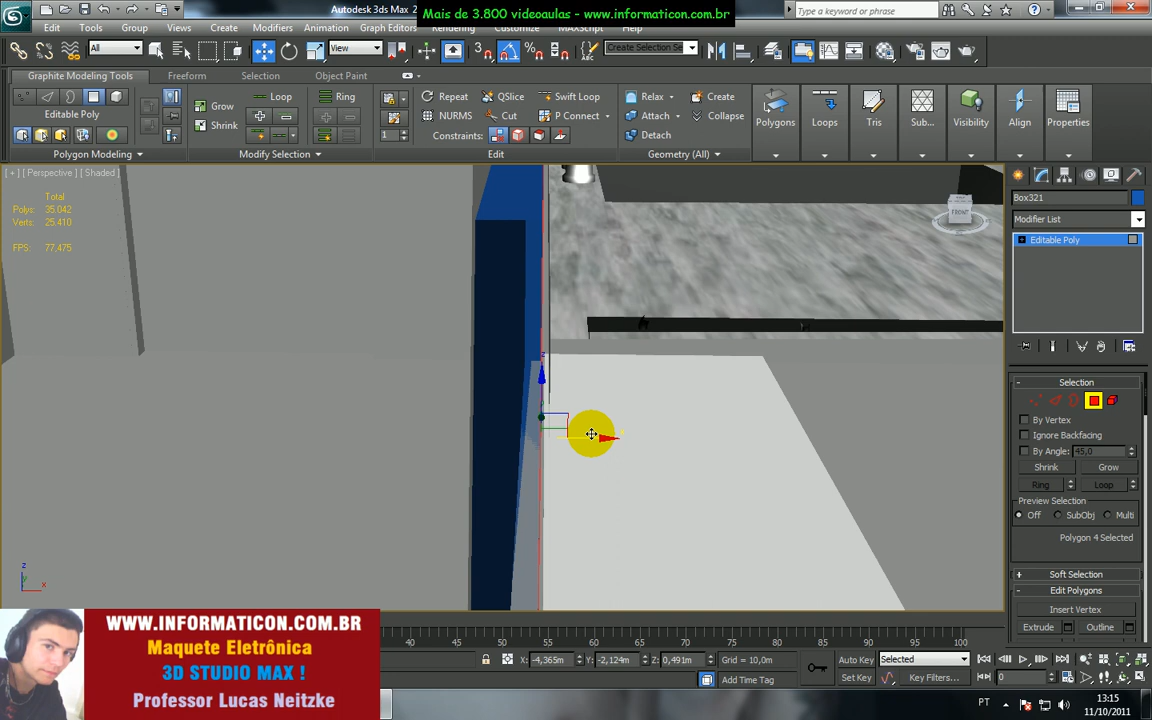 Autodesk 3ds Max 2
Mais de 3.800 videoaulas - www.informaticon.com.br
Type a keyword or phrase
Edit Tools Group Views Create Modifiers Animation Graph Editors Rendering Customize MAXScript Help
All View Create Selection Se
Graphite Modeling Tools Freeform Selection Object Paint
Grow Loop Ring Repeat QSlice Swift Loop Relax Create
Editable Poly Shrink NURMS Cut P Connect Attach Collapse Polygons Loops Tris Sub... Visibility Align Properties
1 Constraints: Detach
Polygon Modeling Modify Selection Edit Geometry (All)
[ + ] [ Perspective ] [ Shaded ]
Total
Polys: 35.042
Verts: 25.410
FPS: 77,475
FRONT
z
x
z
x
Box321
Modifier List
Editable Poly
Selection
By Vertex
Ignore Backfacing
By Angle: 45,0
Shrink Grow
Ring Loop
Preview Selection
Off SubObj Multi
Polygon 4 Selected
Soft Selection
Edit Polygons
Insert Vertex
Extrude Outline
40 45 50 55 60 65 70 75 80 85 90 95 100
X: -4,365m Y: -2,124m Z: 0,491m Grid = 10,0m Auto Key Selected
Add Time Tag Set Key Key Filters... 0
WWW.INFORMATICON.COM.BR
Maquete Eletrônica
3D STUDIO MAX !
Professor Lucas Neitzke
PT 13:15
11/10/2011